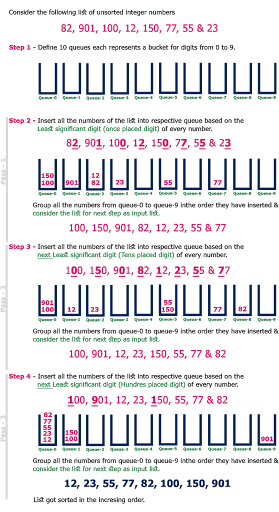 Consider the following list of unsorted integer numbers
82, 901, 100, 12, 150, 77, 55 & 23
Step 1 - Define 10 queues each represents a bucket for digits from 0 to 9.
Queue-0 Queue-1 Queue-2 Queue-3 Queue-4 Queue-5 Queue-6 Queue-7 Queue-8 Queue-9
Step 2 - Insert all the numbers of the list into respective queue based on the
Least significant digit (once placed digit) of every number.
82, 901, 100, 12, 150, 77, 55 & 23
150 12
100 901 82 23 55 77
Queue-0 Queue-1 Queue-2 Queue-3 Queue-4 Queue-5 Queue-6 Queue-7 Queue-8 Queue-9
Group all the numbers from queue-0 to queue-9 inthe order they have inserted &
consider the list for next step as input list.
100, 150, 901, 82, 12, 23, 55 & 77
Pass - 1
Step 3 - Insert all the numbers of the list into respective queue based on the
next Least significant digit (Tens placed digit) of every number.
100, 150, 901, 82, 12, 23, 55 & 77
901 55
100 12 23 150 77 82
Queue-0 Queue-1 Queue-2 Queue-3 Queue-4 Queue-5 Queue-6 Queue-7 Queue-8 Queue-9
Group all the numbers from queue-0 to queue-9 inthe order they have inserted &
consider the list for next step as input list.
100, 901, 12, 23, 150, 55, 77 & 82
Pass - 2
Step 4 - Insert all the numbers of the list into respective queue based on the
next Least significant digit (Hundres placed digit) of every number.
100, 901, 12, 23, 150, 55, 77 & 82
82
77
55
23 150
12 100 901
Queue-0 Queue-1 Queue-2 Queue-3 Queue-4 Queue-5 Queue-6 Queue-7 Queue-8 Queue-9
Group all the numbers from queue-0 to queue-9 inthe order they have inserted &
consider the list for next step as input list.
12, 23, 55, 77, 82, 100, 150, 901
Pass - 3
List got sorted in the incresing order.